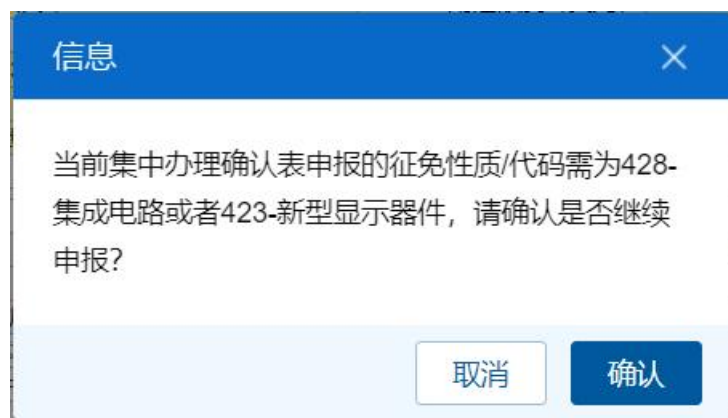 信息
当前集中办理确认表申报的征免性质/代码需为428-
集成电路或者423-新型显示器件，请确认是否继续
申报？
取消
确认